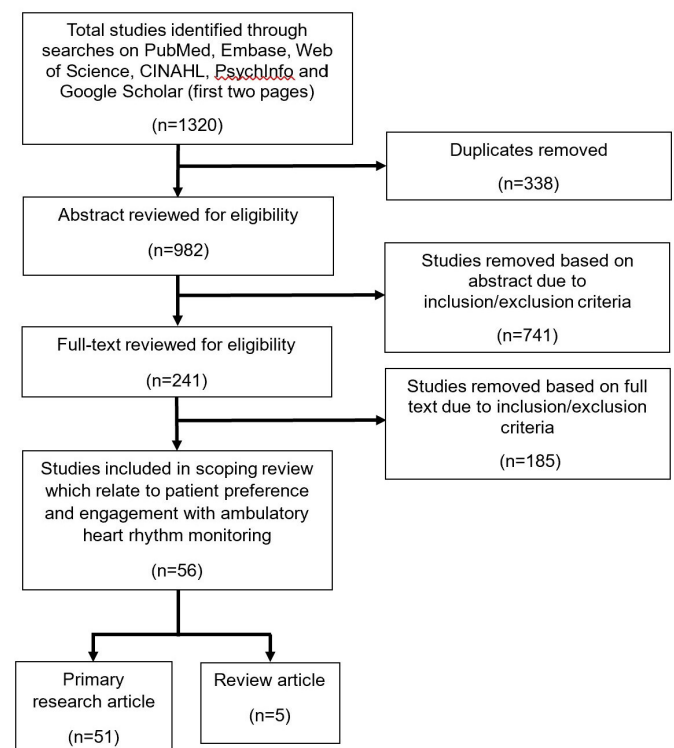 Total studies identified through
searches on PubMed, Embase, Web
of Science, CINAHL, PsychInfo and
Google Scholar (first two pages)
(n=1320)
Duplicates removed
(n=338)
Abstract reviewed for eligibility
(n=982)
Studies removed based on
abstract due to
inclusion/exclusion criteria
(n=741)
Full-text reviewed for eligibility
(n=241)
Studies removed based on full
text due to inclusion/exclusion
criteria
(n=185)
Studies included in scoping review
which relate to patient preference
and engagement with ambulatory
heart rhythm monitoring
(n=56)
Primary
research article
(n=51)
Review article
(n=5)